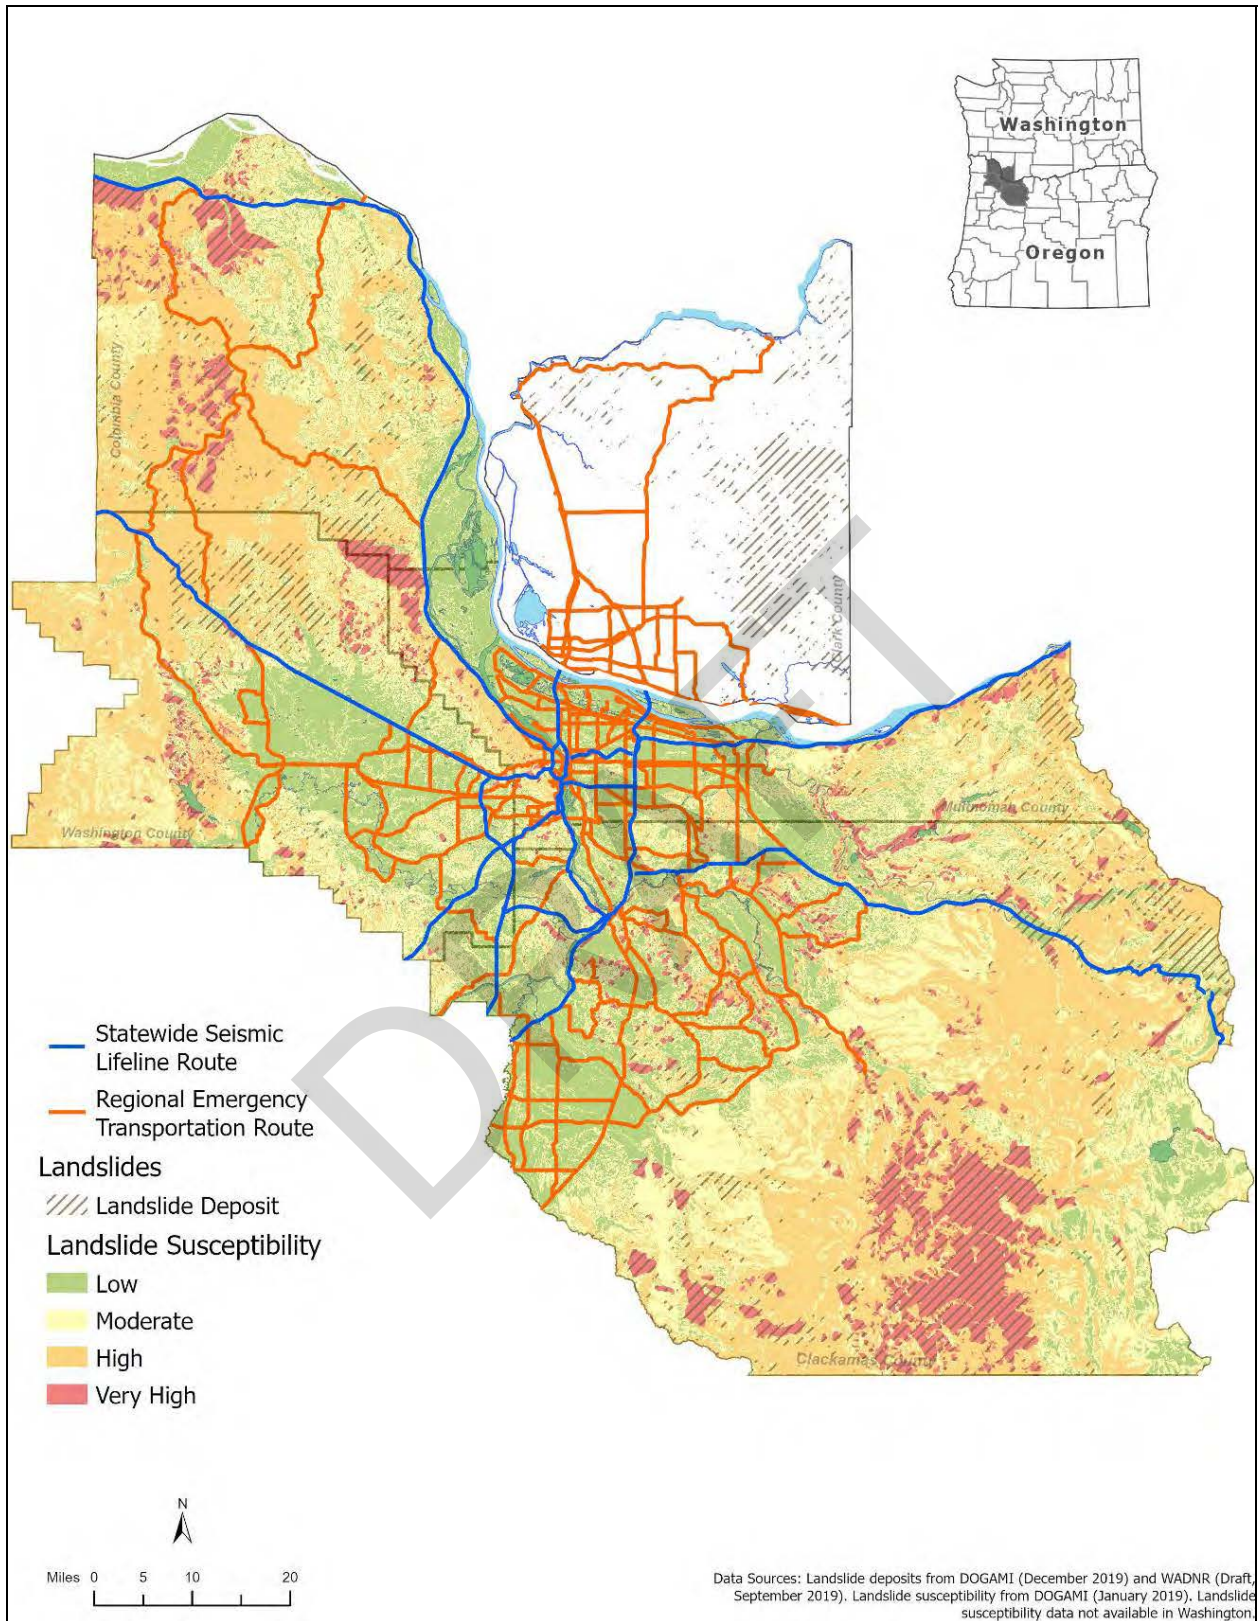 Washington
Oregon
Columbia County
Clark County
Multnomah County
Washington County
DRAFT
Statewide Seismic
Lifeline Route
Regional Emergency
Transportation Route
Landslides
Landslide Deposit
Landslide Susceptibility
Low
Moderate
High
Very High
Clackamas County
N
Miles 0 5 10 20
Data Sources: Landslide deposits from DOGAMI (December 2019) and WADNR (Draft,
September 2019). Landslide susceptibility from DOGAMI (January 2019). Landslide
susceptibility data not available in Washington.